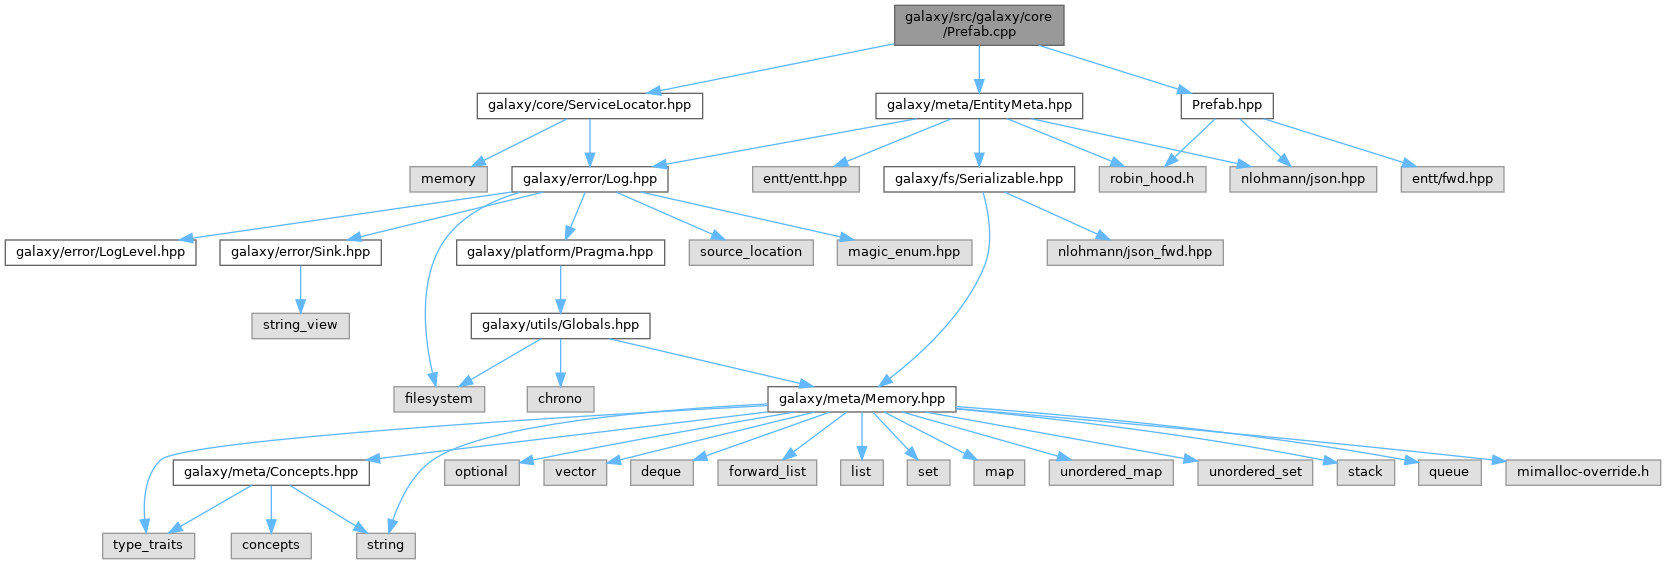 galaxy/src/galaxy/core
/Prefab.cpp
galaxy/core/ServiceLocator.hpp
galaxy/meta/EntityMeta.hpp
Prefab.hpp
memory
galaxy/error/Log.hpp
entt/entt.hpp
galaxy/fs/Serializable.hpp
robin_hood.h
nlohmann/json.hpp
entt/fwd.hpp
galaxy/error/LogLevel.hpp
galaxy/error/Sink.hpp
galaxy/platform/Pragma.hpp
source_location
magic_enum.hpp
nlohmann/json_fwd.hpp
string_view
galaxy/utils/Globals.hpp
filesystem
chrono
galaxy/meta/Memory.hpp
galaxy/meta/Concepts.hpp
optional
vector
deque
forward_list
list
set
map
unordered_map
unordered_set
stack
queue
mimalloc-override.h
type_traits
concepts
string